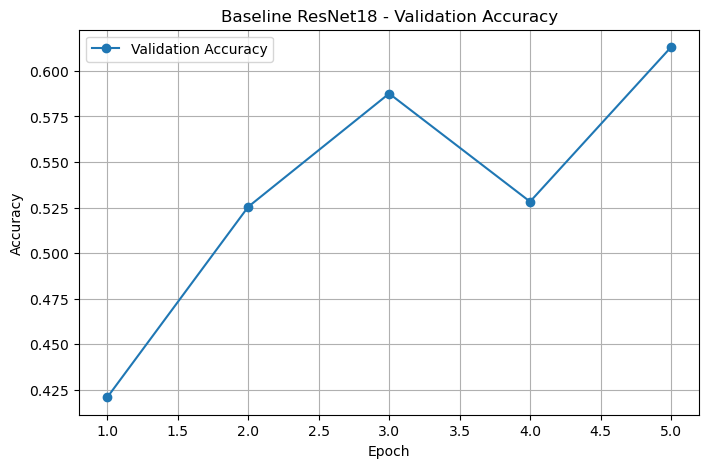 Baseline ResNet18 - Validation Accuracy
Validation Accuracy
Accuracy
0.600
0.575
0.550
0.525
0.500
0.475
0.450
0.425
1.0 1.5 2.0 2.5 3.0 3.5 4.0 4.5 5.0
Epoch